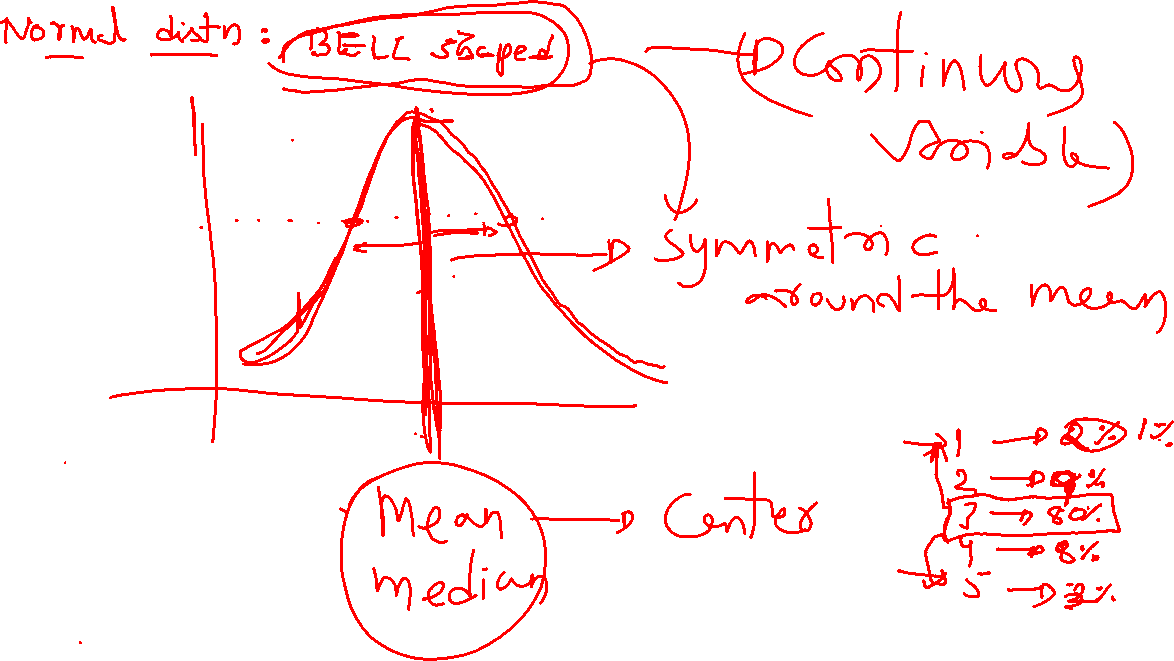 Normal distn : BELL shaped
(Continuous
Variable)
Symmetric
around the mean
Mean
median
Center
1 → 2% 1%
2 → 9%
3 → 80%
4 → 8%
5 → %